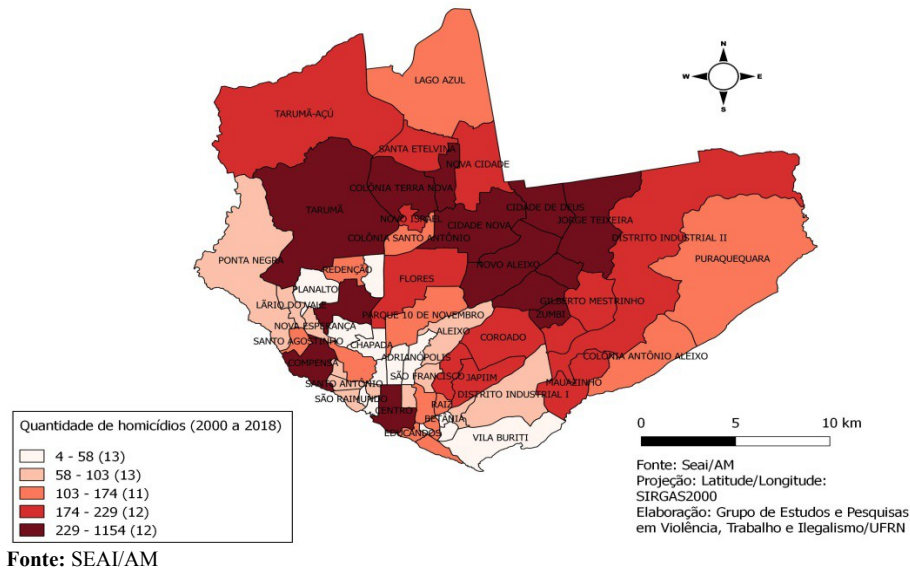 N
W E
S
LAGO AZUL
TARUMÃ-AÇÚ
SANTA ETELVINA
NOVA CIDADE
COLÔNIA TERRA NOVA
CIDADE DE DEUS
TARUMÃ
JORGE TEIXEIRA
NOVO ISRAEL
CIDADE NOVA
COLÔNIA SANTO ANTÔNIO
DISTRITO INDUSTRIAL II
PONTA NEGRA
PURAQUEQUARA
NOVO ALEIXO
REDENÇÃO
FLORES
PLANALTO
GILBERTO MESTRINHO
LÁRIO DO VALE
ZUMBI
PARQUE 10 DE NOVEMBRO
NOVA ESPERANÇA
ALEIXO
SANTO AGOSTINHO
CHAPADA
COROADO
ADRIANÓPOLIS
COLÔNIA ANTÔNIO ALEIXO
COMPENSA
SÃO FRANCISCO
JAPIIM
SANTO ANTÔNIO
MAUAZINHO
DISTRITO INDUSTRIAL I
SÃO RAIMUNDO
RAIZ
CENTRO
BETÂNIA
EDUCANDOS
VILA BURITI
Quantidade de homicídios (2000 a 2018)
4 - 58 (13)
58 - 103 (13)
103 - 174 (11)
174 - 229 (12)
229 - 1154 (12)
0 5 10 km
Fonte: Seai/AM
Projeção: Latitude/Longitude:
SIRGAS2000
Elaboração: Grupo de Estudos e Pesquisas
em Violência, Trabalho e Ilegalismo/UFRN
Fonte: SEAI/AM